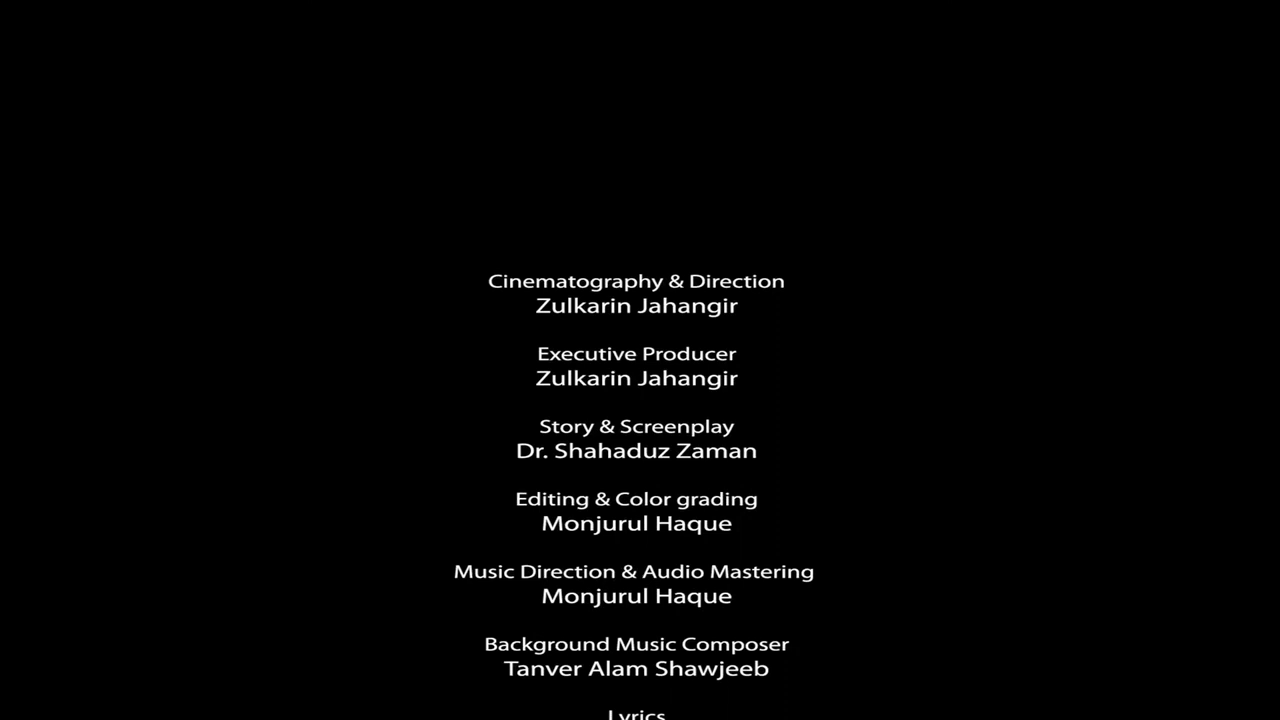 Cinematography & Direction
Zulkarin Jahangir
Executive Producer
Zulkarin Jahangir
Story & Screenplay
Dr. Shahaduz Zaman
Editing & Color grading
Monjurul Haque
Music Direction & Audio Mastering
Monjurul Haque
Background Music Composer
Tanver Alam Shawjeeb
Lyrics